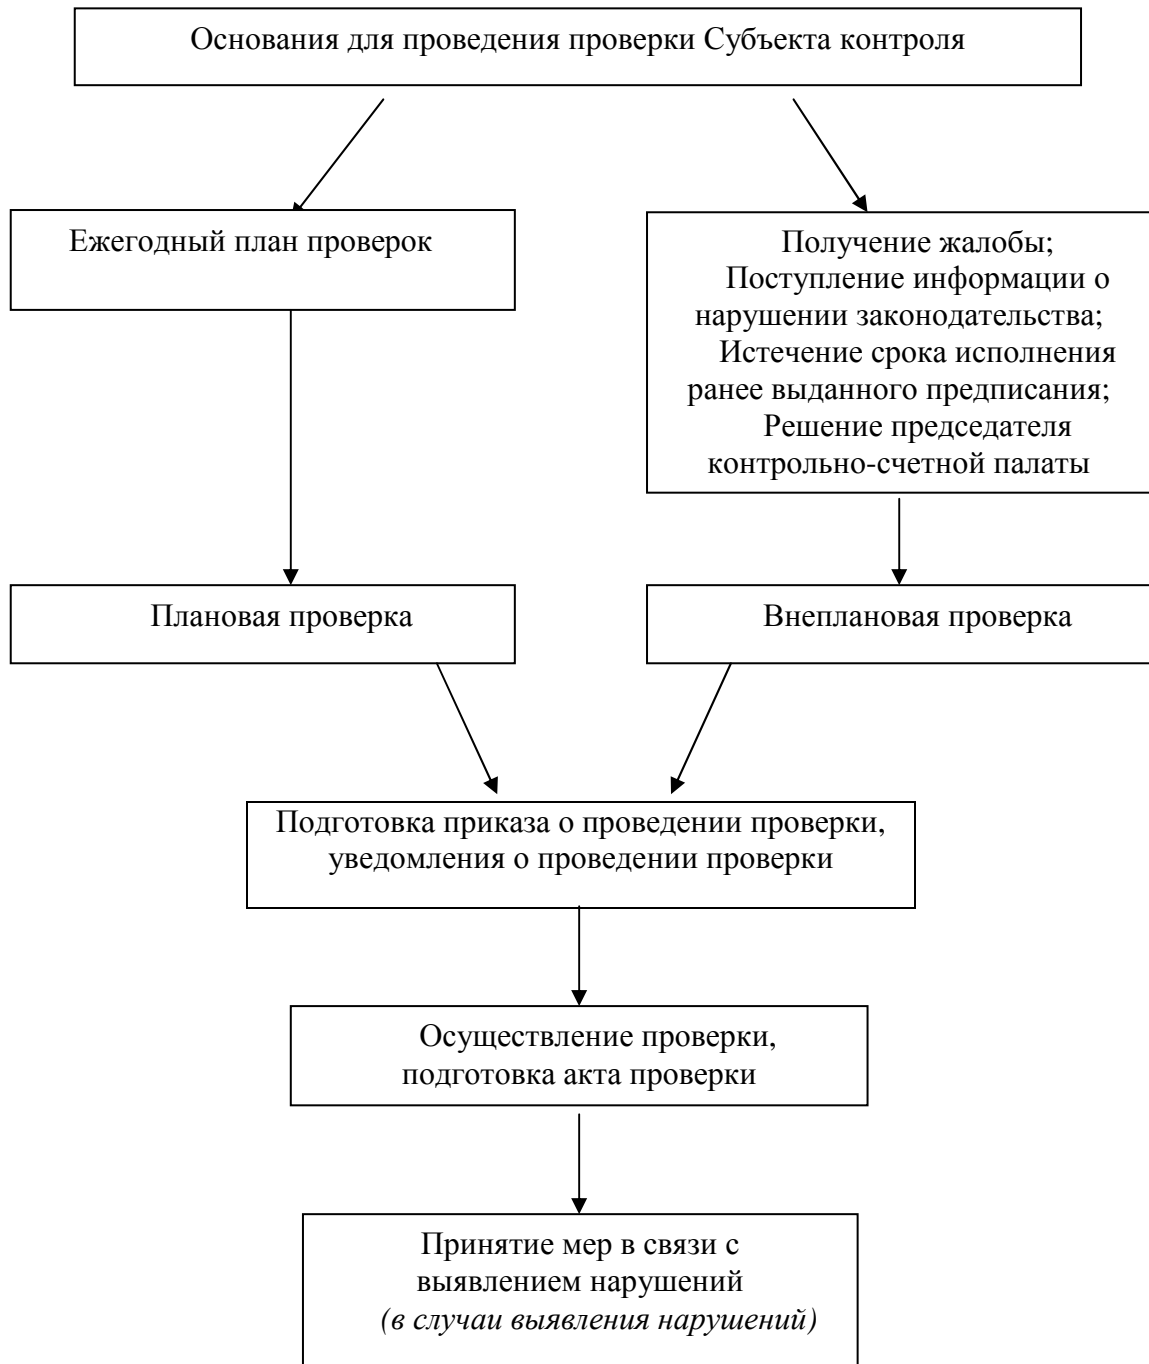 Основания для проведения проверки Субъекта контроля
Ежегодный план проверок
Получение жалобы;
Поступление информации о
нарушении законодательства;
Истечение срока исполнения
ранее выданного предписания;
Решение председателя
контрольно-счетной палаты
Плановая проверка
Внеплановая проверка
Подготовка приказа о проведении проверки,
уведомления о проведении проверки
Осуществление проверки,
подготовка акта проверки
Принятие мер в связи с
выявлением нарушений
(в случаи выявления нарушений)